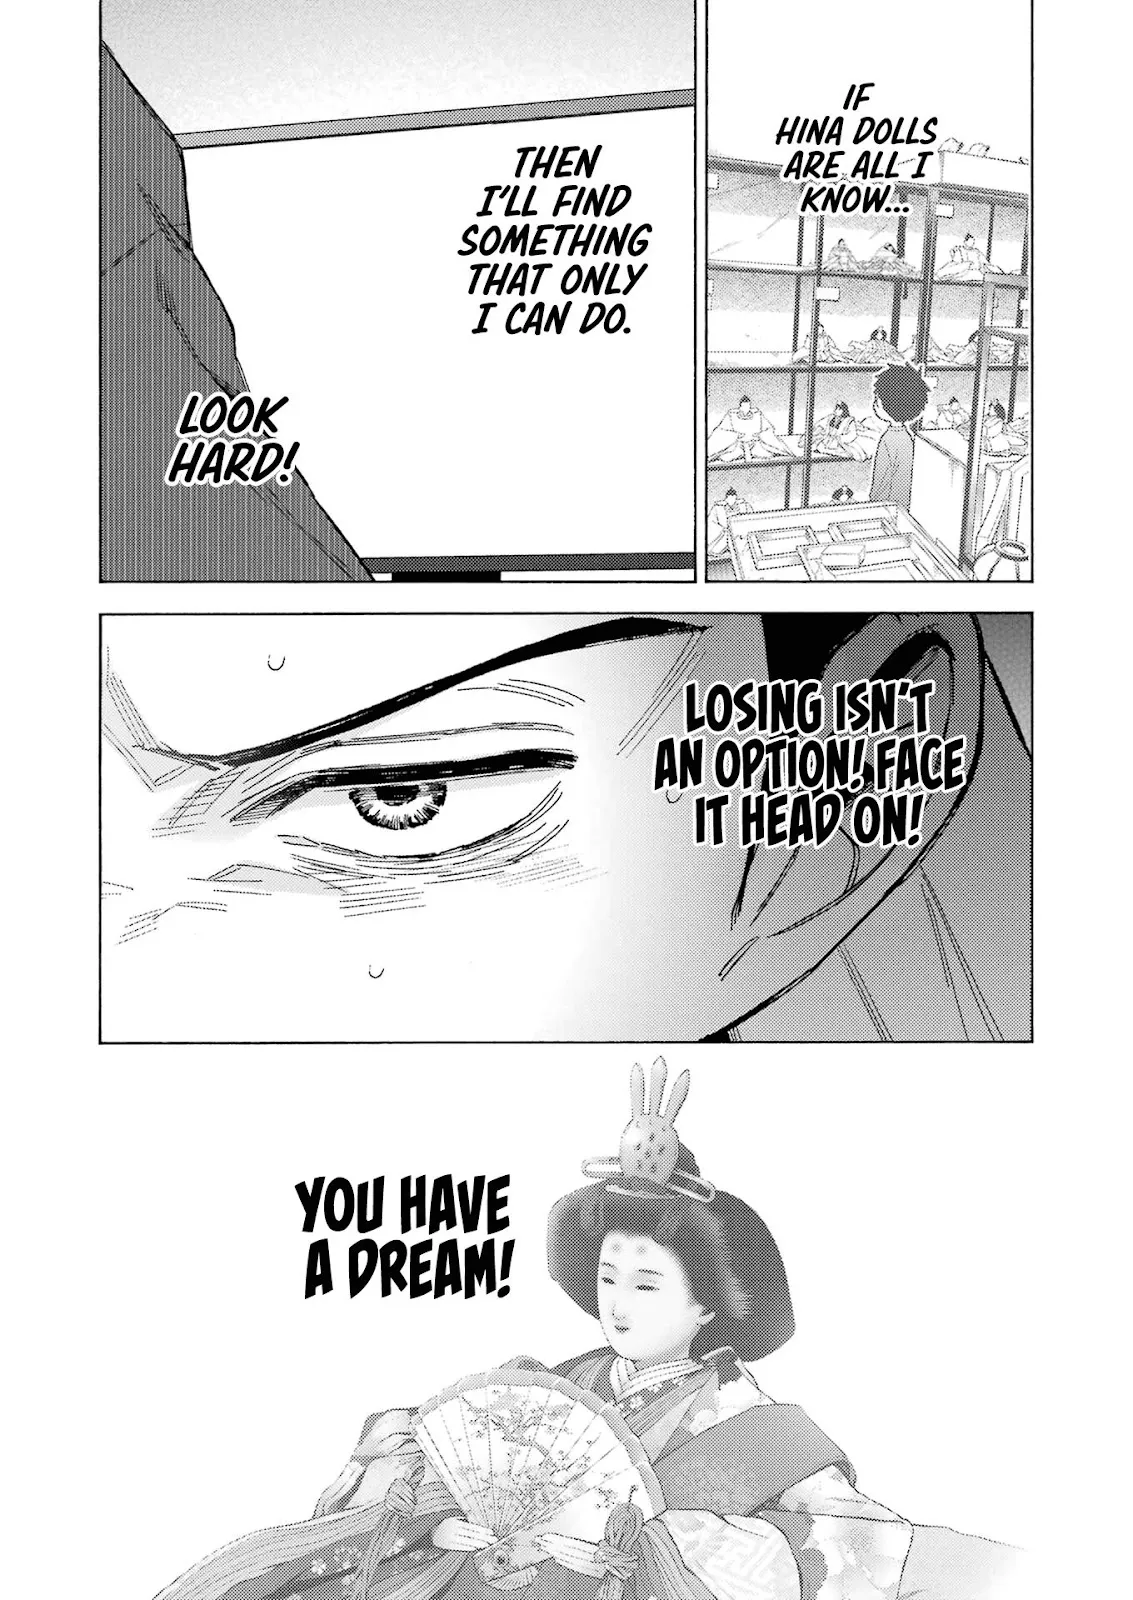 IF
HINA DOLLS
ARE ALL I
KNOW...
THEN
I'LL FIND
SOMETHING
THAT ONLY
I CAN DO.
LOOK
HARD!
LOSING ISN'T
AN OPTION! FACE
IT HEAD ON!
YOU HAVE
A DREAM!